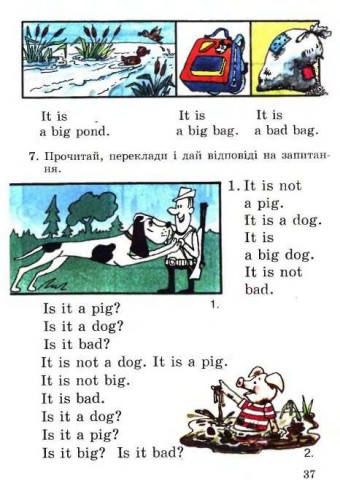 It is
a big pond.
It is
a big bag.
It is
a bad bag.
7. Прочитай, переклади і дай відповіді на запитан-
ня.
1. It is not
a pig.
It is a dog.
It is
a big dog.
It is not
bad.
1.
Is it a pig?
Is it a dog?
Is it bad?
It is not a dog. It is a pig.
It is not big.
It is bad.
Is it a dog?
Is it a pig?
Is it big? Is it bad?
2.
37